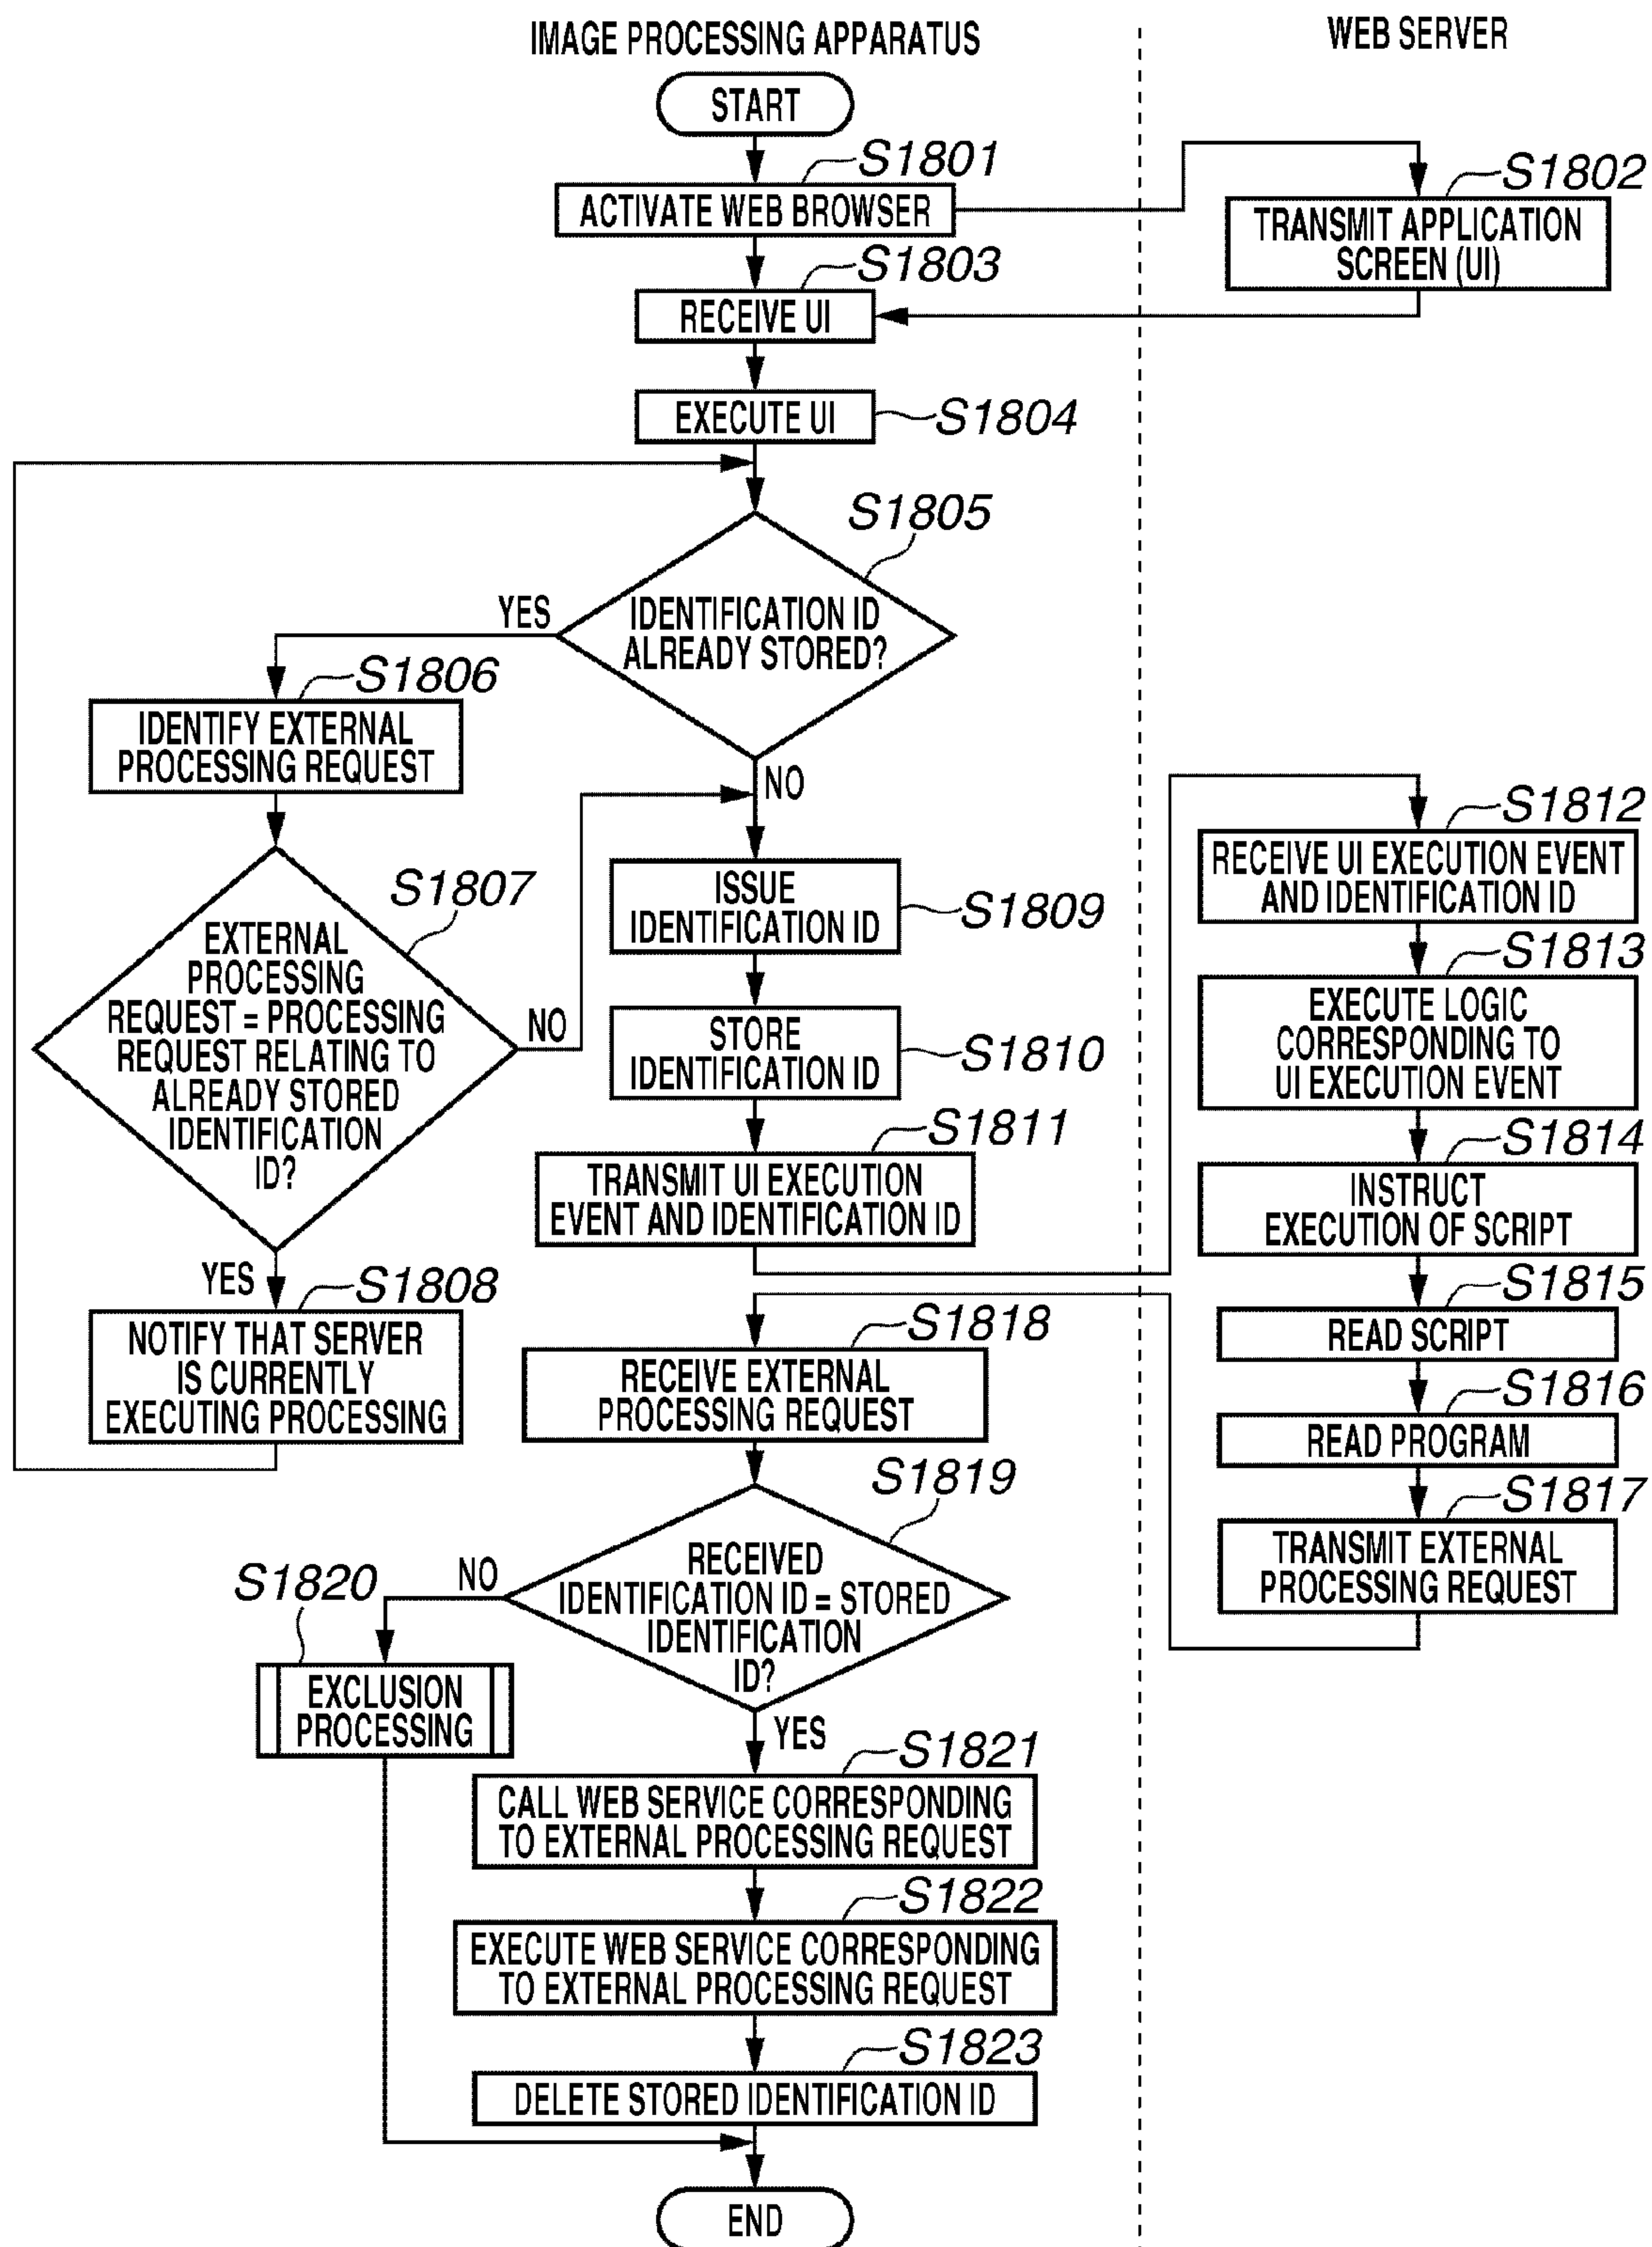 IMAGE PROCESSING APPARATUS
WEB SERVER
START
S1801
ACTIVATE WEB BROWSER
S1802
TRANSMIT APPLICATION
SCREEN (UI)
S1803
RECEIVE UI
EXECUTE UI
S1804
S1805
IDENTIFICATION ID
ALREADY STORED?
YES
NO
S1806
IDENTIFY EXTERNAL
PROCESSING REQUEST
S1807
EXTERNAL
PROCESSING
REQUEST = PROCESSING
REQUEST RELATING TO
ALREADY STORED
IDENTIFICATION
ID?
NO
YES
S1808
NOTIFY THAT SERVER
IS CURRENTLY
EXECUTING PROCESSING
ISSUE
IDENTIFICATION ID
S1809
STORE
IDENTIFICATION ID
S1810
S1811
TRANSMIT UI EXECUTION
EVENT AND IDENTIFICATION ID
S1812
RECEIVE UI EXECUTION EVENT
AND IDENTIFICATION ID
S1813
EXECUTE LOGIC
CORRESPONDING TO
UI EXECUTION EVENT
S1814
INSTRUCT
EXECUTION OF SCRIPT
S1815
READ SCRIPT
S1816
READ PROGRAM
S1817
TRANSMIT EXTERNAL
PROCESSING REQUEST
S1818
RECEIVE EXTERNAL
PROCESSING REQUEST
S1819
RECEIVED
IDENTIFICATION ID = STORED
IDENTIFICATION
ID?
NO
YES
S1820
EXCLUSION
PROCESSING
S1821
CALL WEB SERVICE CORRESPONDING
TO EXTERNAL PROCESSING REQUEST
S1822
EXECUTE WEB SERVICE CORRESPONDING
TO EXTERNAL PROCESSING REQUEST
S1823
DELETE STORED IDENTIFICATION ID
END